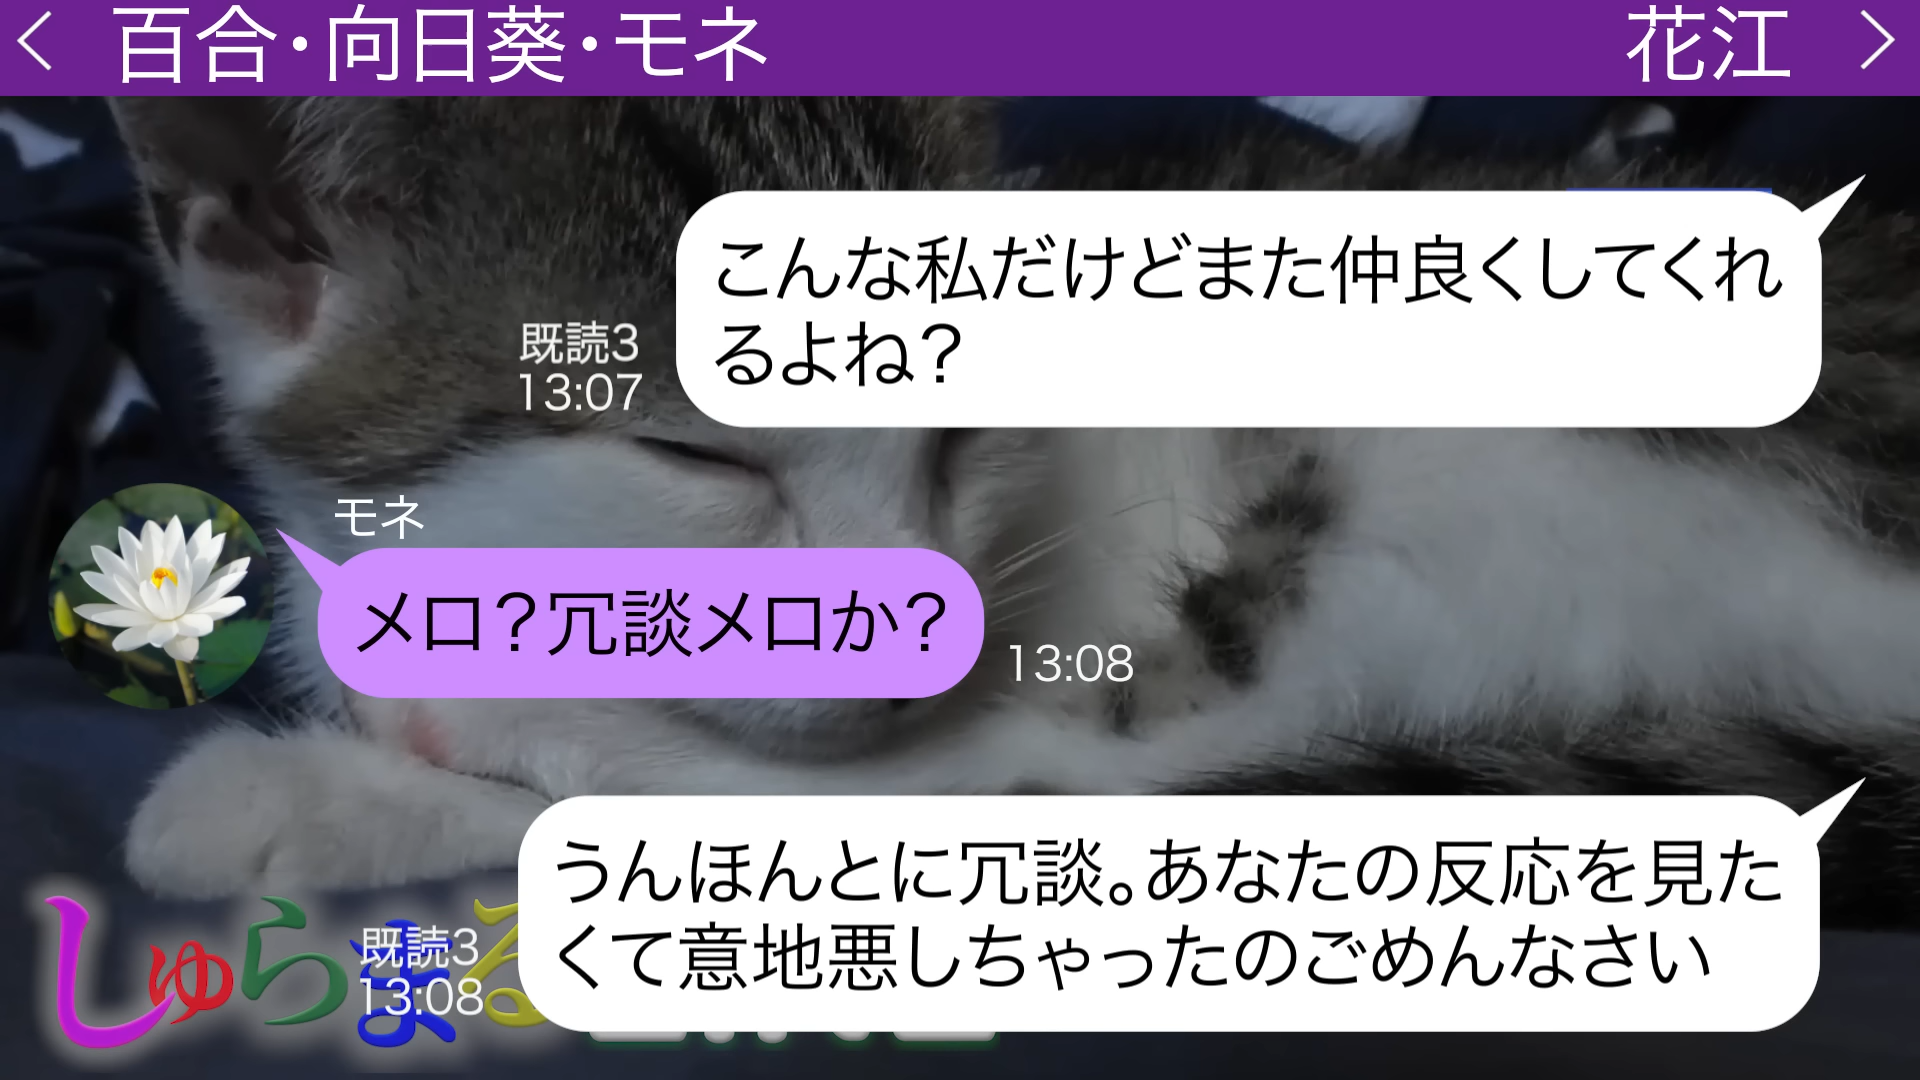 百合・向日葵・モネ
花江
こんな私だけどまた仲良くしてくれ
るよね？
既読3
13:07
モネ
メロ？冗談メロか？
13:08
うんほんとに冗談。あなたの反応を見た
くて意地悪しちゃったのごめんなさい
既読3
13:08
しゅらまる